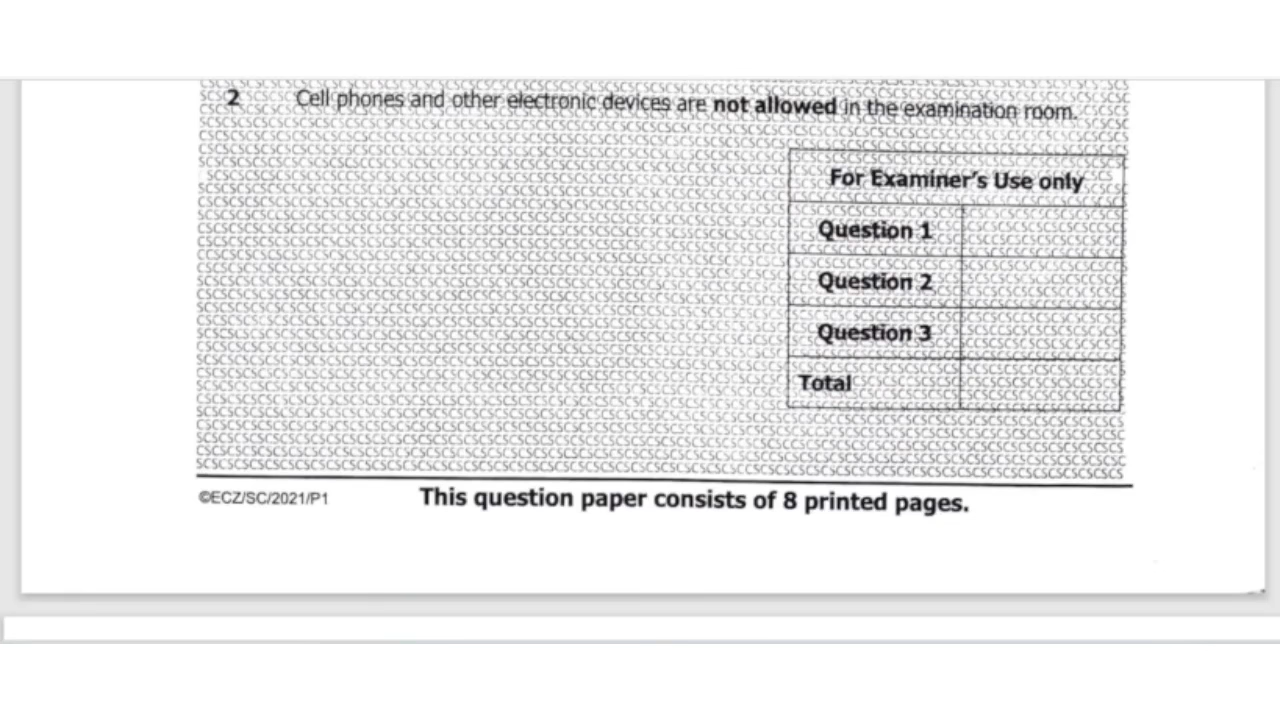 2 Cell phones and other electronic devices are not allowed in the examination room.
For Examiner's Use only
Question 1
Question 2
Question 3
Total
©ECZ/SC/2021/P1 This question paper consists of 8 printed pages.